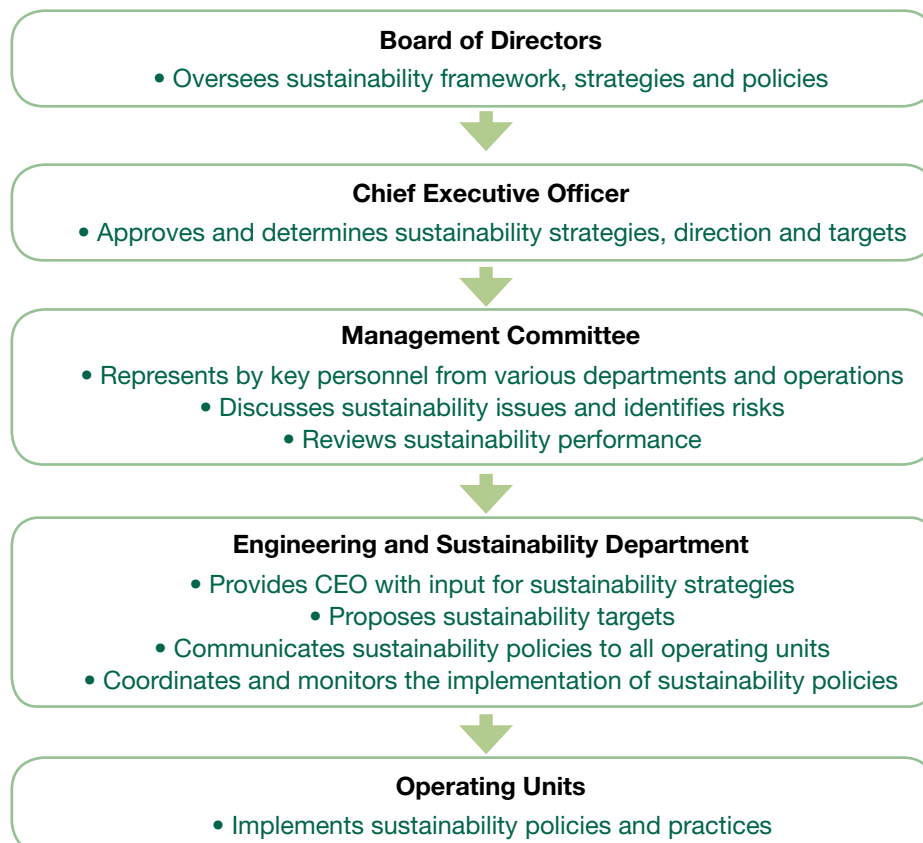 Board of Directors
• Oversees sustainability framework, strategies and policies
Chief Executive Officer
• Approves and determines sustainability strategies, direction and targets
Management Committee
• Represents by key personnel from various departments and operations
• Discusses sustainability issues and identifies risks
• Reviews sustainability performance
Engineering and Sustainability Department
• Provides CEO with input for sustainability strategies
• Proposes sustainability targets
• Communicates sustainability policies to all operating units
• Coordinates and monitors the implementation of sustainability policies
Operating Units
• Implements sustainability policies and practices